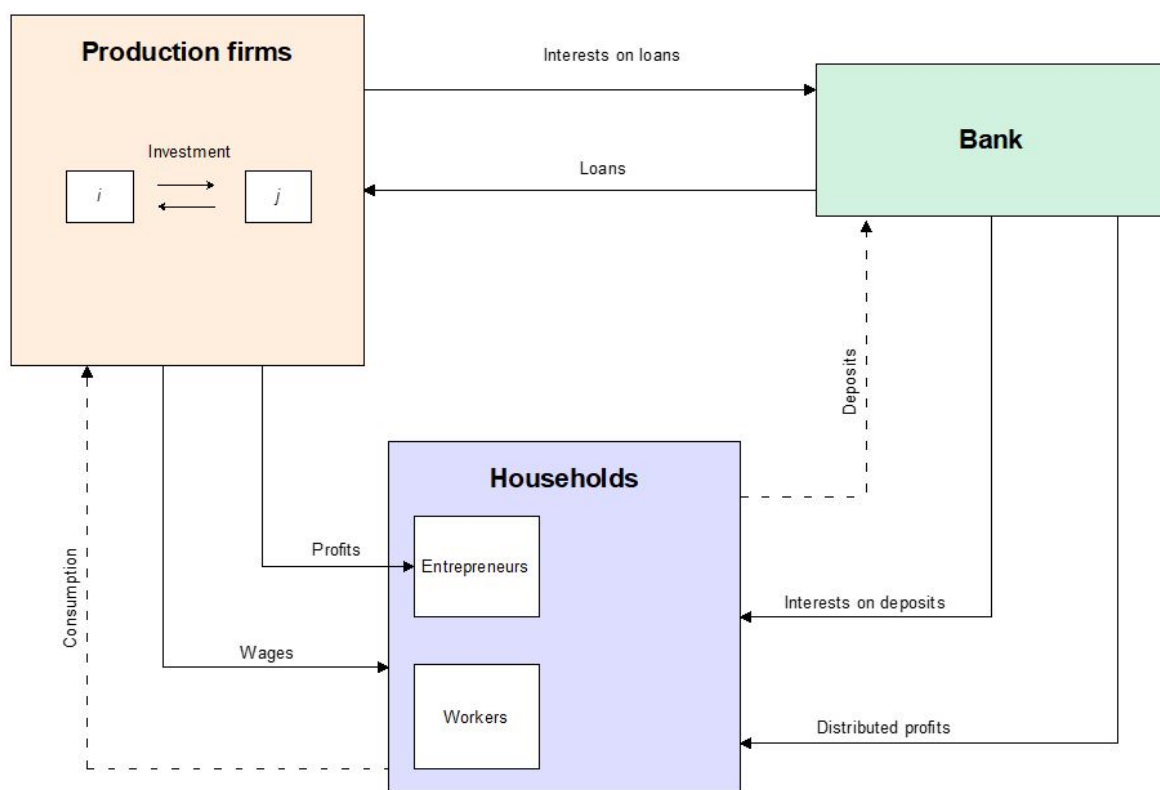 Production firms
Interests on loans
Bank
Investment
Loans
i
j
Deposits
Households
Profits
Entrepreneurs
Consumption
Interests on deposits
Wages
Workers
Distributed profits